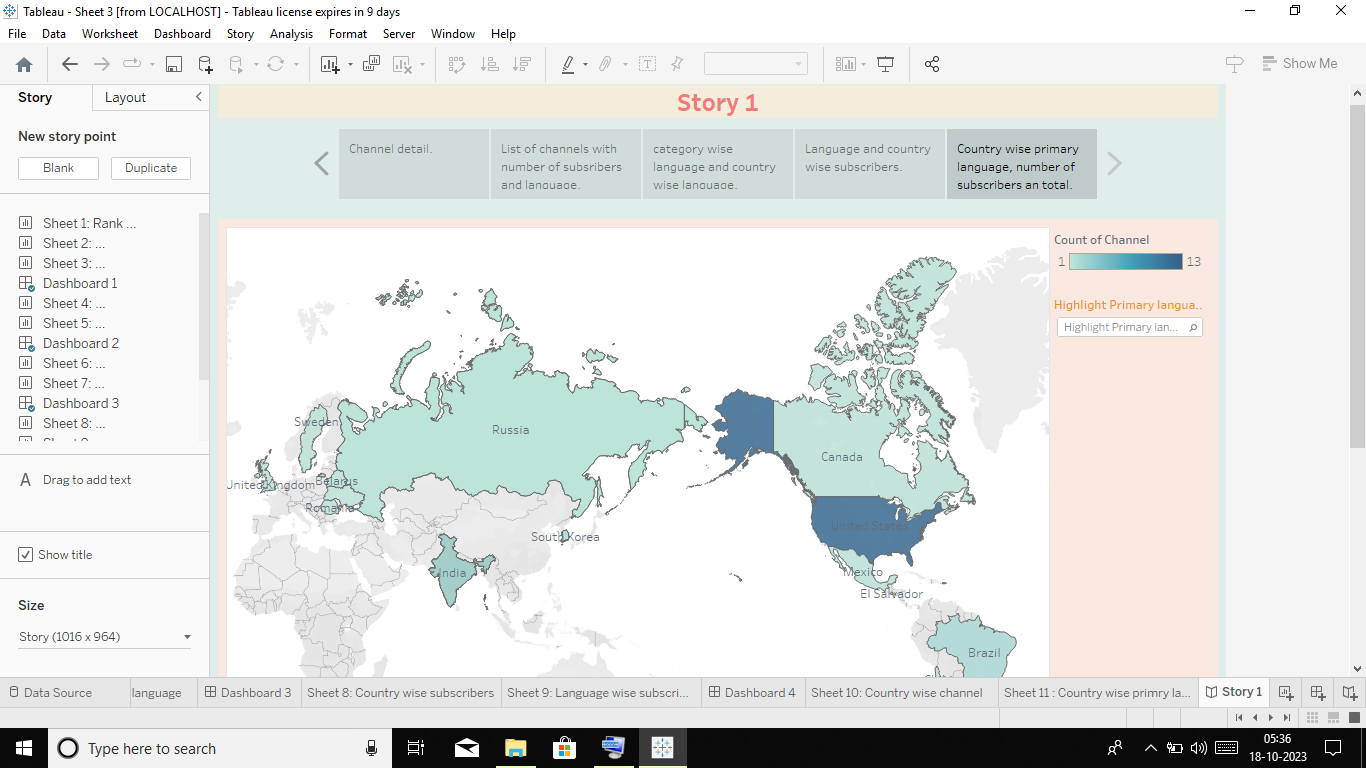 Tableau - Sheet 3 [from LOCALHOST] - Tableau license expires in 9 days
File Data Worksheet Dashboard Story Analysis Format Server Window Help
Show Me
Story Layout
New story point
Blank Duplicate
Sheet 1: Rank ...
Sheet 2: ...
Sheet 3: ...
Dashboard 1
Sheet 4: ...
Sheet 5: ...
Dashboard 2
Sheet 6: ...
Sheet 7: ...
Dashboard 3
Sheet 8: ...
A Drag to add text
Show title
Size
Story (1016 x 964)
Story 1
Channel detail.
List of channels with
number of subsribers
and language.
category wise
language and country
wise language.
Language and country
wise subscribers.
Country wise primary
language, number of
subscribers an total.
Count of Channel
1 13
Highlight Primary langua..
Highlight Primary lan...
Sweden
Russia
Canada
United Kingdom
Belarus
Romania
United States
South Korea
India
Mexico
El Salvador
Brazil
Data Source
language
Dashboard 3
Sheet 8: Country wise subscribers
Sheet 9: Language wise subscri...
Dashboard 4
Sheet 10: Country wise channel
Sheet 11 : Country wise primry la...
Story 1
Type here to search
05:36
18-10-2023